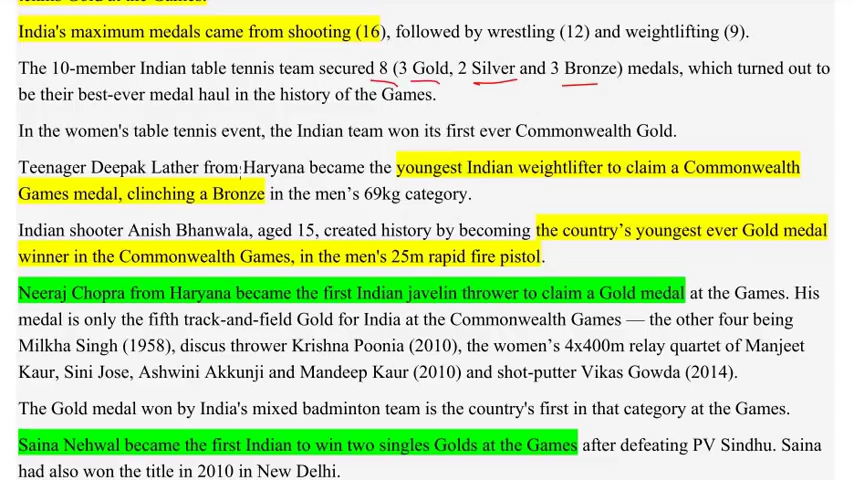 India's maximum medals came from shooting (16), followed by wrestling (12) and weightlifting (9).
The 10-member Indian table tennis team secured 8 (3 Gold, 2 Silver and 3 Bronze) medals, which turned out to
be their best-ever medal haul in the history of the Games.
In the women's table tennis event, the Indian team won its first ever Commonwealth Gold.
Teenager Deepak Lather from Haryana became the youngest Indian weightlifter to claim a Commonwealth
Games medal, clinching a Bronze in the men’s 69kg category.
Indian shooter Anish Bhanwala, aged 15, created history by becoming the country’s youngest ever Gold medal
winner in the Commonwealth Games, in the men's 25m rapid fire pistol.
Neeraj Chopra from Haryana became the first Indian javelin thrower to claim a Gold medal at the Games. His
medal is only the fifth track-and-field Gold for India at the Commonwealth Games — the other four being
Milkha Singh (1958), discus thrower Krishna Poonia (2010), the women’s 4x400m relay quartet of Manjeet
Kaur, Sini Jose, Ashwini Akkunji and Mandeep Kaur (2010) and shot-putter Vikas Gowda (2014).
The Gold medal won by India's mixed badminton team is the country's first in that category at the Games.
Saina Nehwal became the first Indian to win two singles Golds at the Games after defeating PV Sindhu. Saina
had also won the title in 2010 in New Delhi.